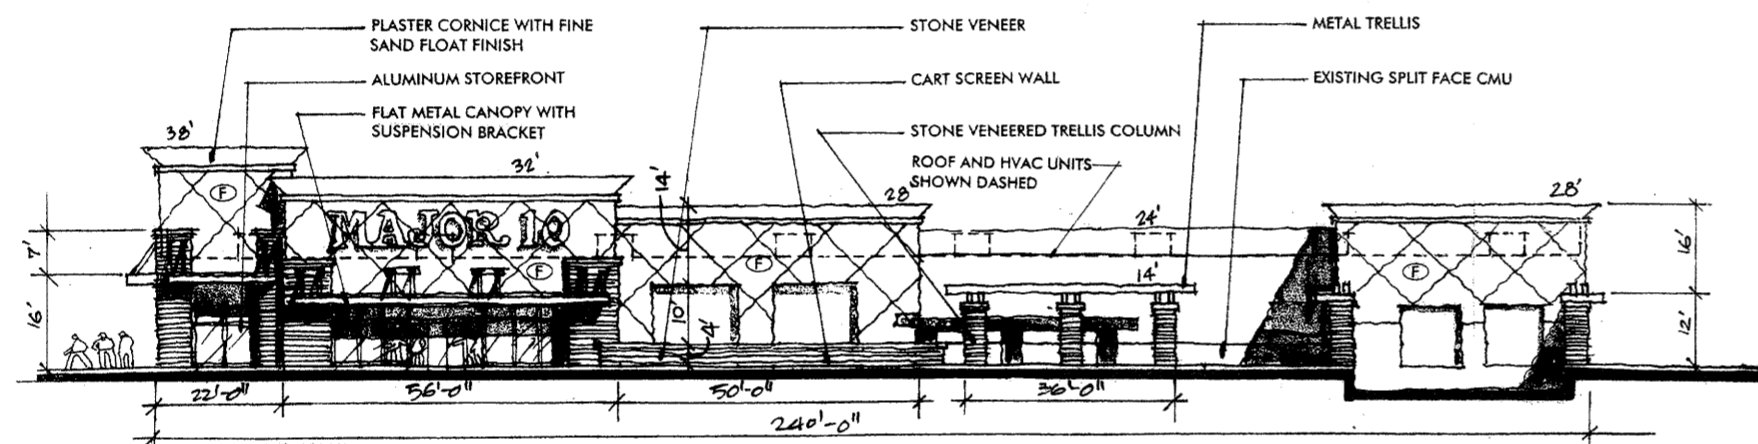 PLASTER CORNICE WITH FINE
SAND FLOAT FINISH
ALUMINUM STOREFRONT
FLAT METAL CANOPY WITH
SUSPENSION BRACKET
STONE VENEER
CART SCREEN WALL
STONE VENEERED TRELLIS COLUMN
ROOF AND HVAC UNITS
SHOWN DASHED
METAL TRELLIS
EXISTING SPLIT FACE CMU
38'
32'
14'
28'
24'
28'
F
MAJOR 10
F
F
14'
F
7'
16'
10'
4'
16'
12'
22'-0"
56'-0"
50'-0"
36'-0"
240'-0"